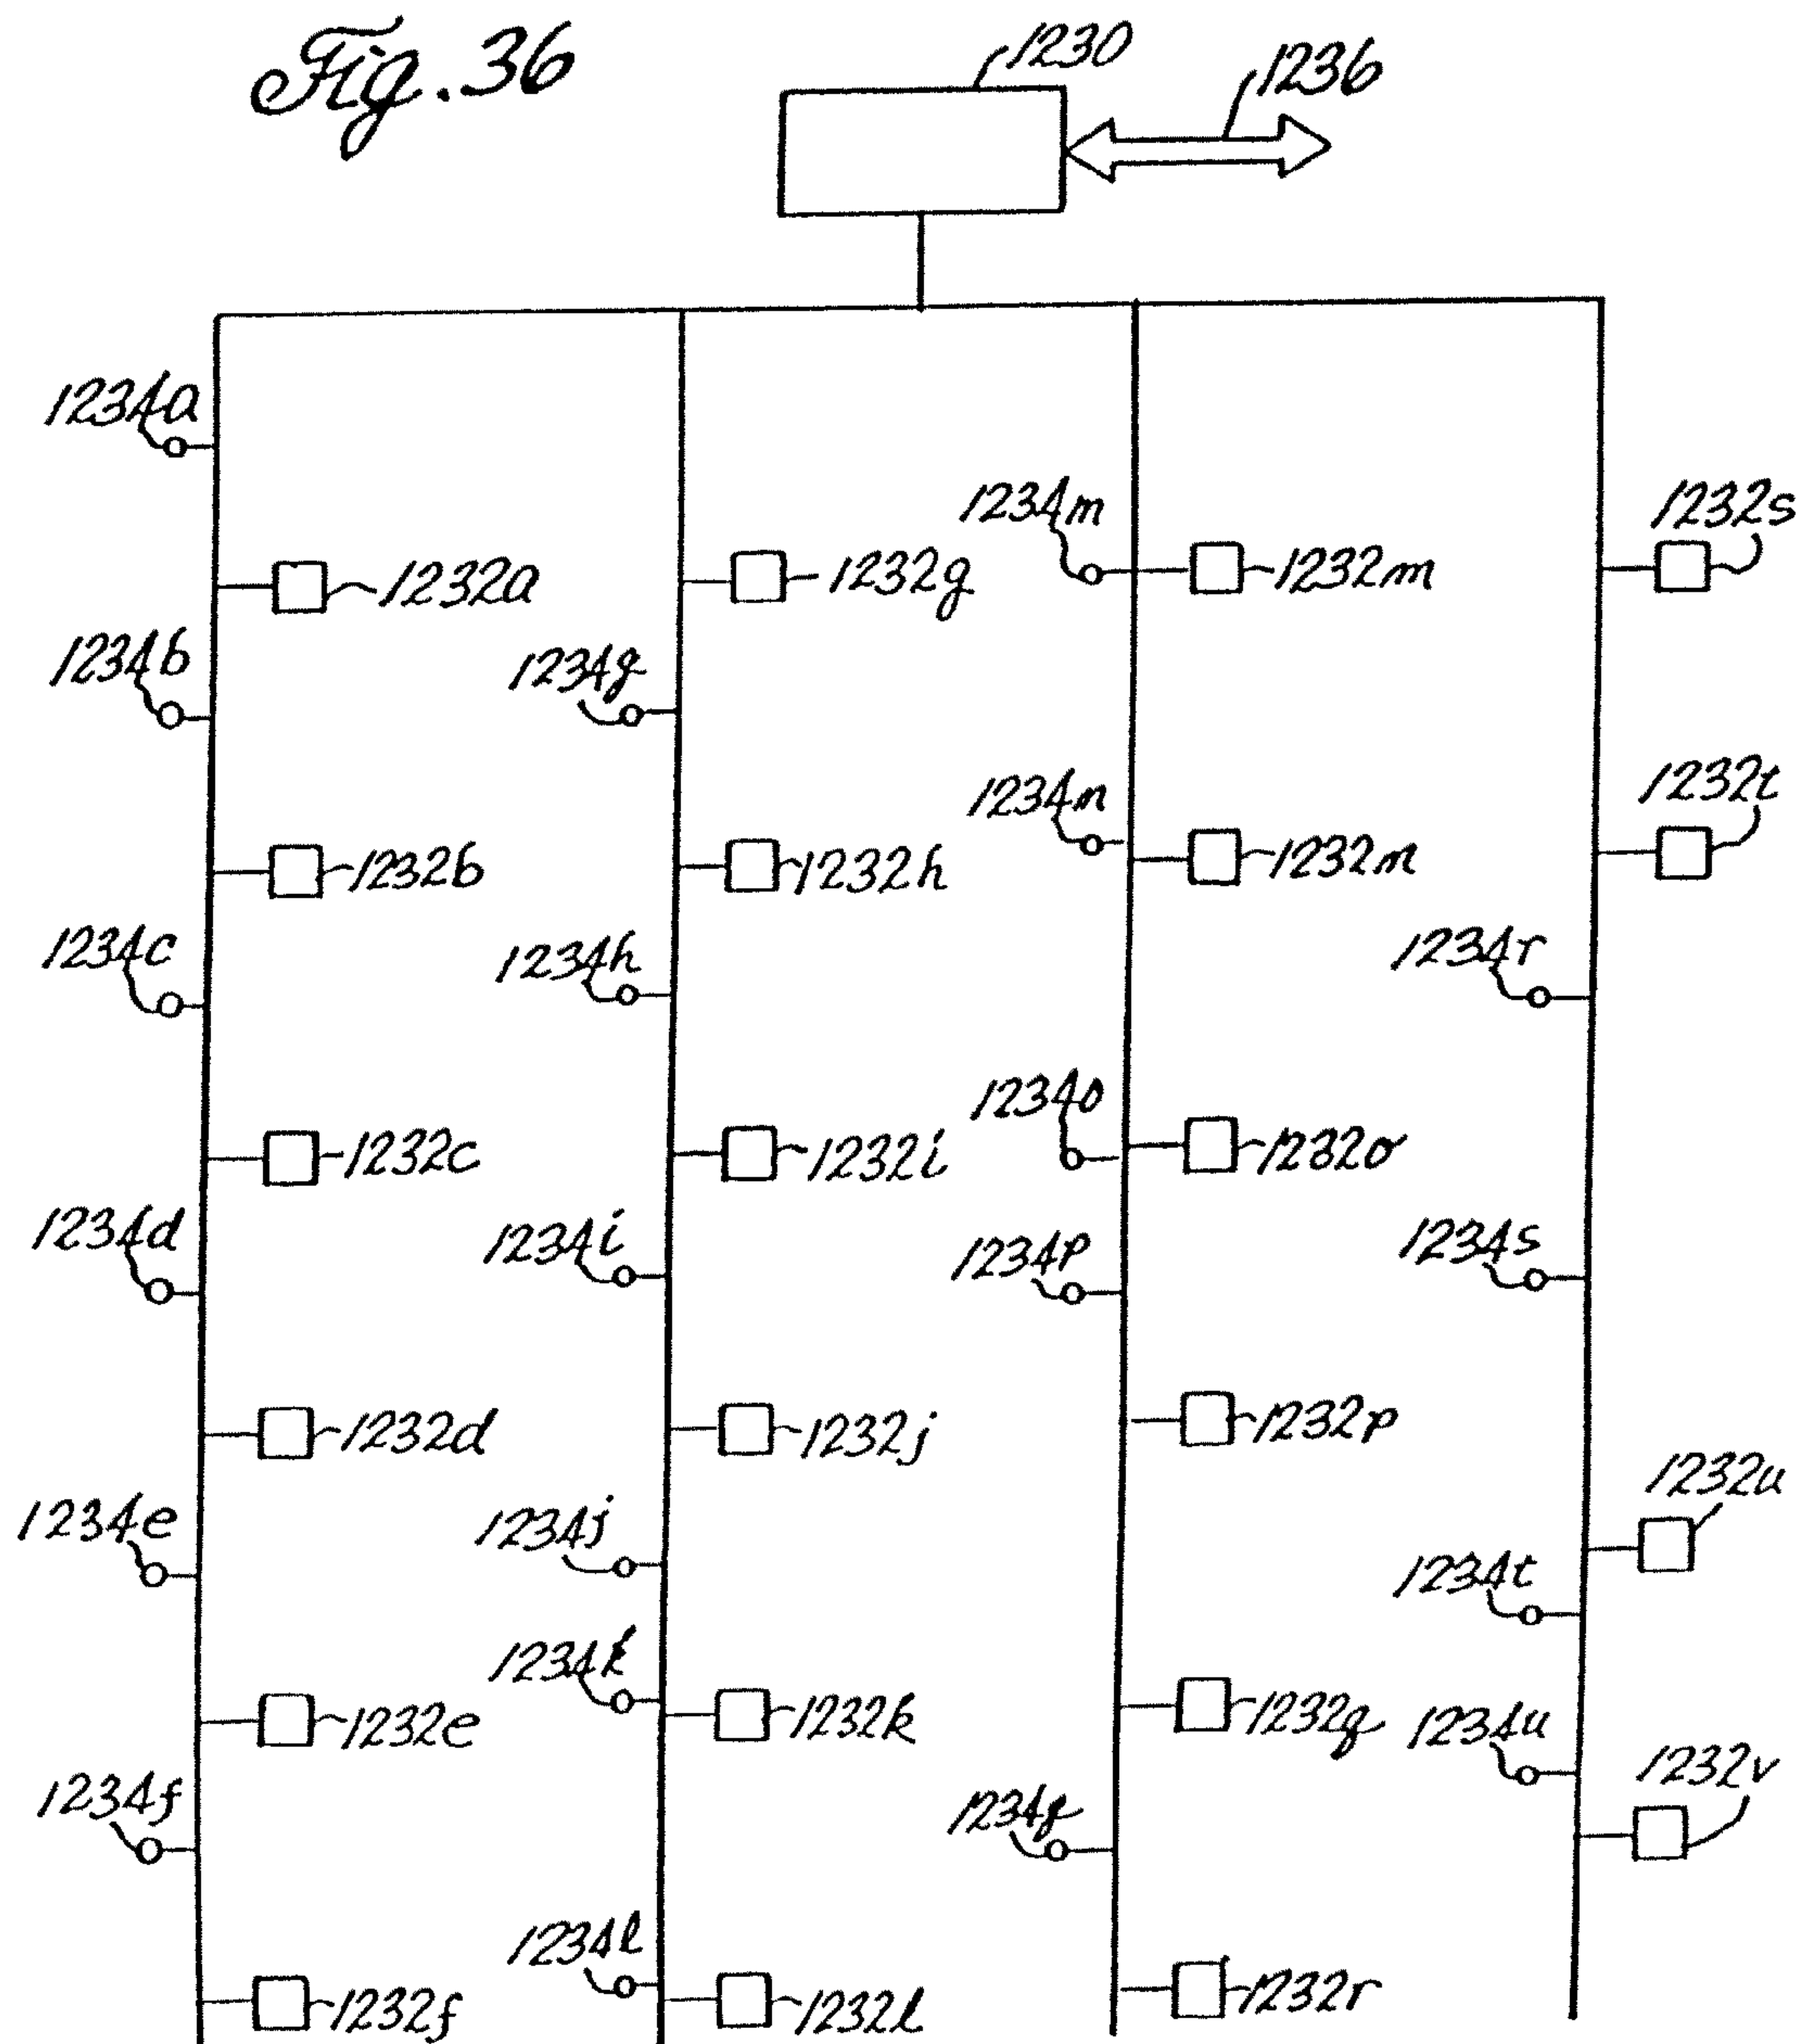 Fig. 36
1230
1236
1234a
1234m
1232s
1232a
1232g
1232m
1234b
1234g
1234n
1232t
1232b
1232h
1232n
1234c
1234h
1234r
1234o
1232c
1232i
1232o
1234d
1234i
1234p
1234s
1232d
1232j
1232p
1232u
1234e
1234j
1234t
1234k
1232e
1232k
1232q
1234u
1234f
1234q
1232v
1234l
1232f
1232l
1232r